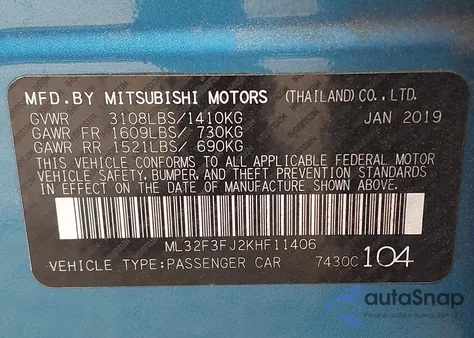 MFD.BY MITSUBISHI MOTORS (THAILAND)CO.,LTD.
GVWR 3108LBS/1410KG JAN 2019
GAWR FR 1609LBS/ 730KG
GAWR RR 1521LBS/ 690KG
THIS VEHICLE CONFORMS TO ALL APPLICABLE FEDERAL MOTOR
VEHICLE SAFETY,BUMPER,AND THEFT PREVENTION STANDARDS
IN EFFECT ON THE DATE OF MANUFACTURE SHOWN ABOVE.
ML32F3FJ2KHF11406
VEHICLE TYPE:PASSENGER CAR 7430C 104
autoSnap